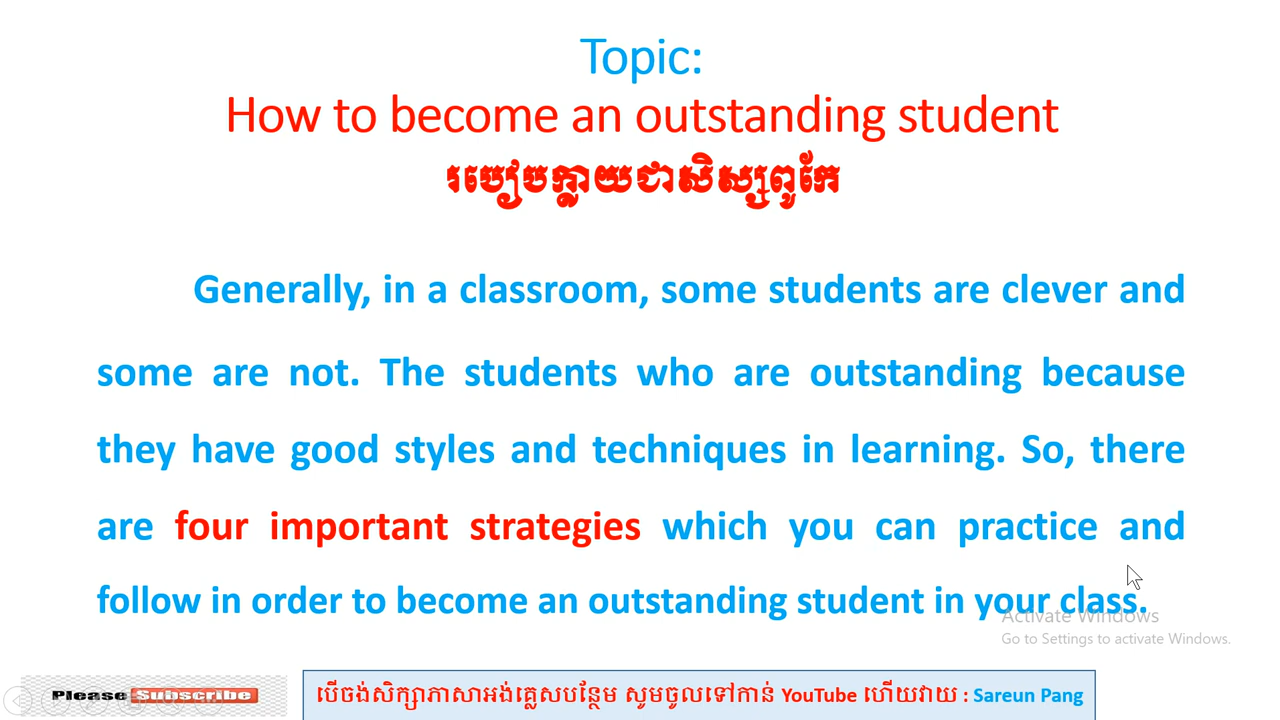 Topic:
How to become an outstanding student
របៀបក្លាយជាសិស្សពូកែ
Generally, in a classroom, some students are clever and
some are not. The students who are outstanding because
they have good styles and techniques in learning. So, there
are four important strategies which you can practice and
follow in order to become an outstanding student in your class.
Activate Windows
Go to Settings to activate Windows.
Please Subscribe
បើចង់សិក្សាភាសាអង់គ្លេសបន្ថែម សូមចូលទៅកាន់ YouTube ហើយវាយ : Sareun Pang